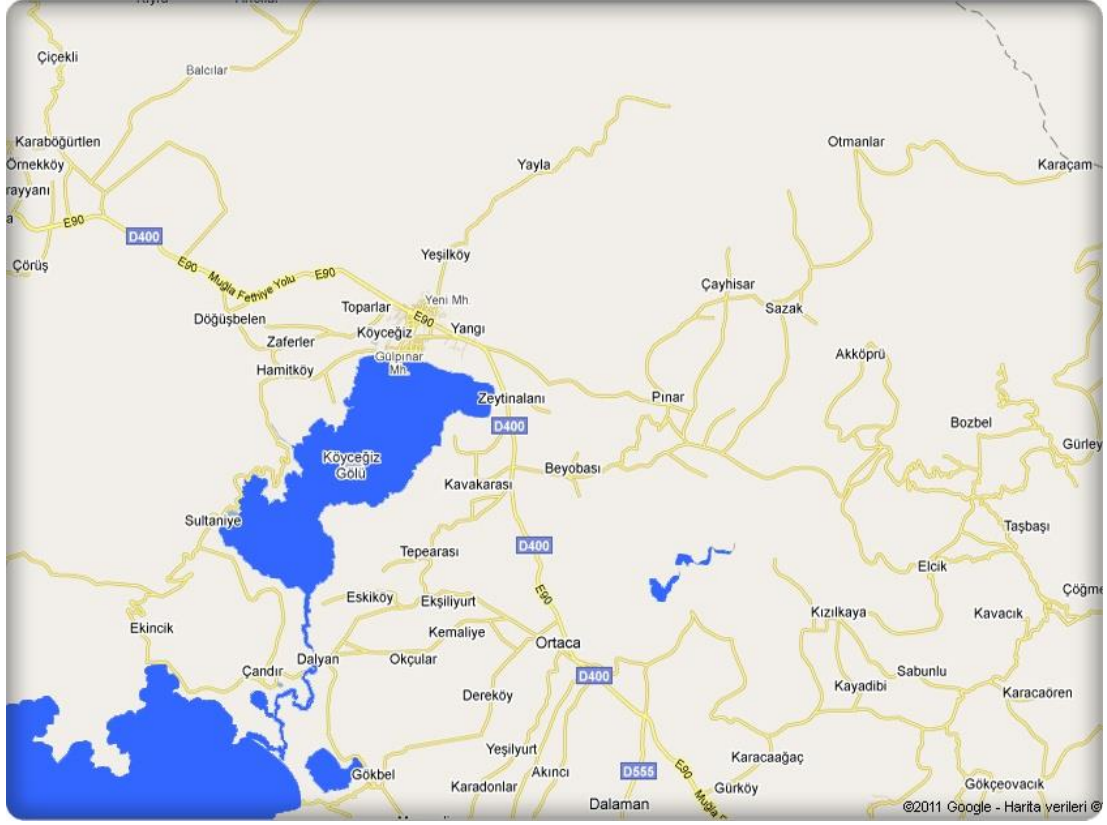 Çiçekli
Balcılar
Karaböğürtlen
Örnekköy
rayyanı
a
E90
D400
Çörüş
E90
Muğla Fethiye Yolu
E90
Otmanlar
Karaçam
Yayla
Yeşilköy
Çayhisar
Sazak
Yeni Mh.
Toparlar
E90
Döğüşbelen
Köyceğiz
Yangı
Zaferler
Gülpınar
Mh.
Hamitköy
Akköprü
Zeytinalanı
Pınar
D400
Bozbel
Gürley
Köyceğiz
Gölü
Beyobası
Kavakarası
Sultaniye
Taşbaşı
D400
Tepearası
Elcik
E90
Eskiköy
Ekşiliyurt
Kızılkaya
Kavacık
Çöğme
Ekincik
Kemaliye
Ortaca
Çandır
Dalyan
Okçular
D400
Sabunlu
Kayadibi
Karacaören
Dereköy
Yeşilyurt
Karacaağaç
Gökbel
Akıncı
D555
E90
Karadonlar
Gürköy
Gökçeovacık
Dalaman
©2011 Google - Harita verileri ©